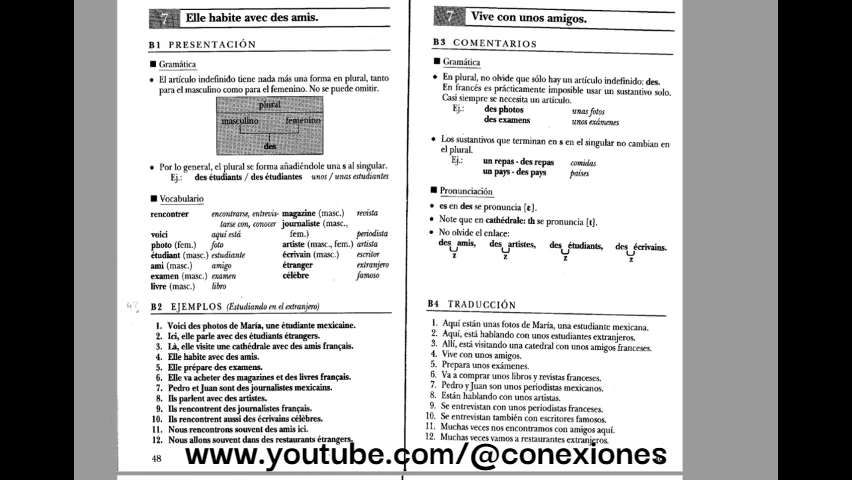 7 Elle habite avec des amis.
B1 PRESENTACIÓN
■ Gramática
• El artículo indefinido tiene nada más una forma en plural, tanto
para el masculino como para el femenino. No se puede omitir.
plural
masculino femenino
des
• Por lo general, el plural se forma añadiéndole una s al singular.
Ej.: des étudiants / des étudiantes unos / unas estudiantes
■ Vocabulario
rencontrer encontrarse, entrevis-
tarse con, conocer
voici aquí está
photo (fem.) foto
étudiant (masc.) estudiante
ami (masc.) amigo
examen (masc.) examen
livre (masc.) libro
magazine (masc.) revista
journaliste (masc.,
fem.) periodista
artiste (masc., fem.) artista
écrivain (masc.) escritor
étranger extranjero
célèbre famoso
B2 EJEMPLOS (Estudiando en el extranjero)
1. Voici des photos de María, une étudiante mexicaine.
2. Ici, elle parle avec des étudiants étrangers.
3. Là, elle visite une cathédrale avec des amis français.
4. Elle habite avec des amis.
5. Elle prépare des examens.
6. Elle va acheter des magazines et des livres français.
7. Pedro et Juan sont des journalistes mexicains.
8. Ils parlent avec des artistes.
9. Ils rencontrent des journalistes français.
10. Ils rencontrent aussi des écrivains célèbres.
11. Nous rencontrons souvent des amis ici.
12. Nous allons souvent dans des restaurants étrangers.
48
7 Vive con unos amigos.
B3 COMENTARIOS
■ Gramática
• En plural, no olvide que sólo hay un artículo indefinido: des.
En francés es prácticamente imposible usar un sustantivo solo.
Casi siempre se necesita un artículo.
Ej.: des photos unas fotos
des examens unos exámenes
• Los sustantivos que terminan en s en el singular no cambian en
el plural.
Ej.: un repas - des repas comidas
un pays - des pays países
■ Pronunciación
• es en des se pronuncia [ɛ].
• Note que en cathédrale: th se pronuncia [t].
• No olvide el enlace:
des amis, des artistes, des étudiants, des écrivains.
z z z z
B4 TRADUCCIÓN
1. Aquí están unas fotos de María, una estudiante mexicana.
2. Aquí, está hablando con unos estudiantes extranjeros.
3. Allí, está visitando una catedral con unos amigos franceses.
4. Vive con unos amigos.
5. Prepara unos exámenes.
6. Va a comprar unos libros y revistas franceses.
7. Pedro y Juan son unos periodistas mexicanos.
8. Están hablando con unos artistas.
9. Se entrevistan con unos periodistas franceses.
10. Se entrevistan también con escritores famosos.
11. Muchas veces nos encontramos con amigos aquí.
12. Muchas veces vamos a restaurantes extranjeros.
www.youtube.com/@conexiones